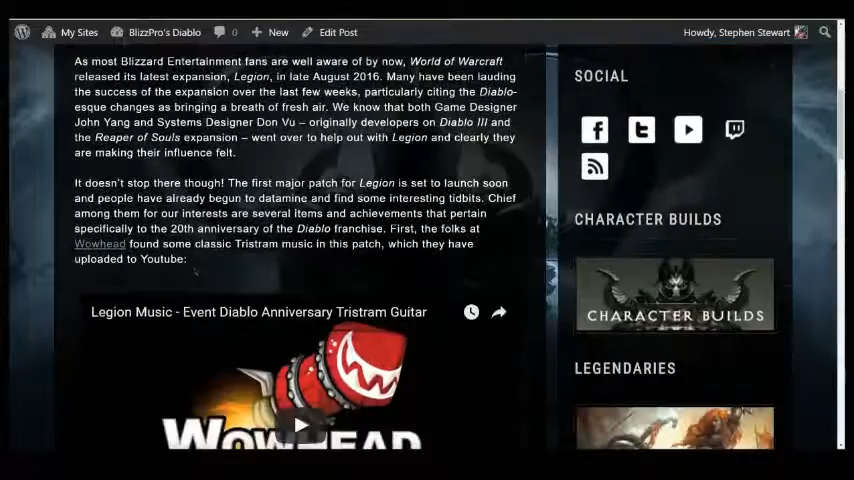 My Sites BlizzPro's Diablo 0 New Edit Post Howdy, Stephen Stewart
As most Blizzard Entertainment fans are well aware of by now, World of Warcraft
released its latest expansion, Legion, in late August 2016. Many have been lauding
the success of the expansion over the last few weeks, particularly citing the Diablo-
esque changes as bringing a breath of fresh air. We know that both Game Designer
John Yang and Systems Designer Don Vu – originally developers on Diablo III and
the Reaper of Souls expansion – went over to help out with Legion and clearly they
are making their influence felt.
It doesn't stop there though! The first major patch for Legion is set to launch soon
and people have already begun to datamine and find some interesting tidbits. Chief
among them for our interests are several items and achievements that pertain
specifically to the 20th anniversary of the Diablo franchise. First, the folks at
Wowhead found some classic Tristram music in this patch, which they have
uploaded to Youtube:
Legion Music - Event Diablo Anniversary Tristram Guitar
WOWHEAD
SOCIAL
CHARACTER BUILDS
CHARACTER BUILDS
LEGENDARIES